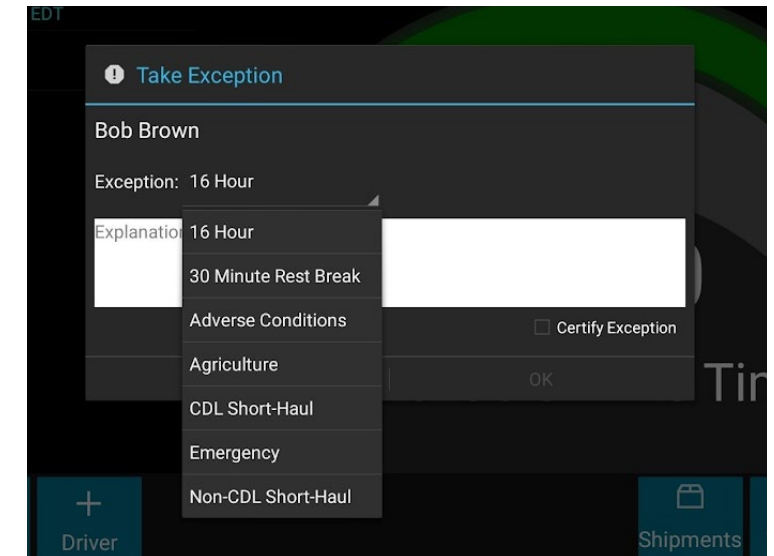 EDT
Take Exception
Bob Brown
Exception: 16 Hour
Explanation
16 Hour
30 Minute Rest Break
Adverse Conditions
Agriculture
CDL Short-Haul
Emergency
Non-CDL Short-Haul
Certify Exception
OK
Driver
Shipments